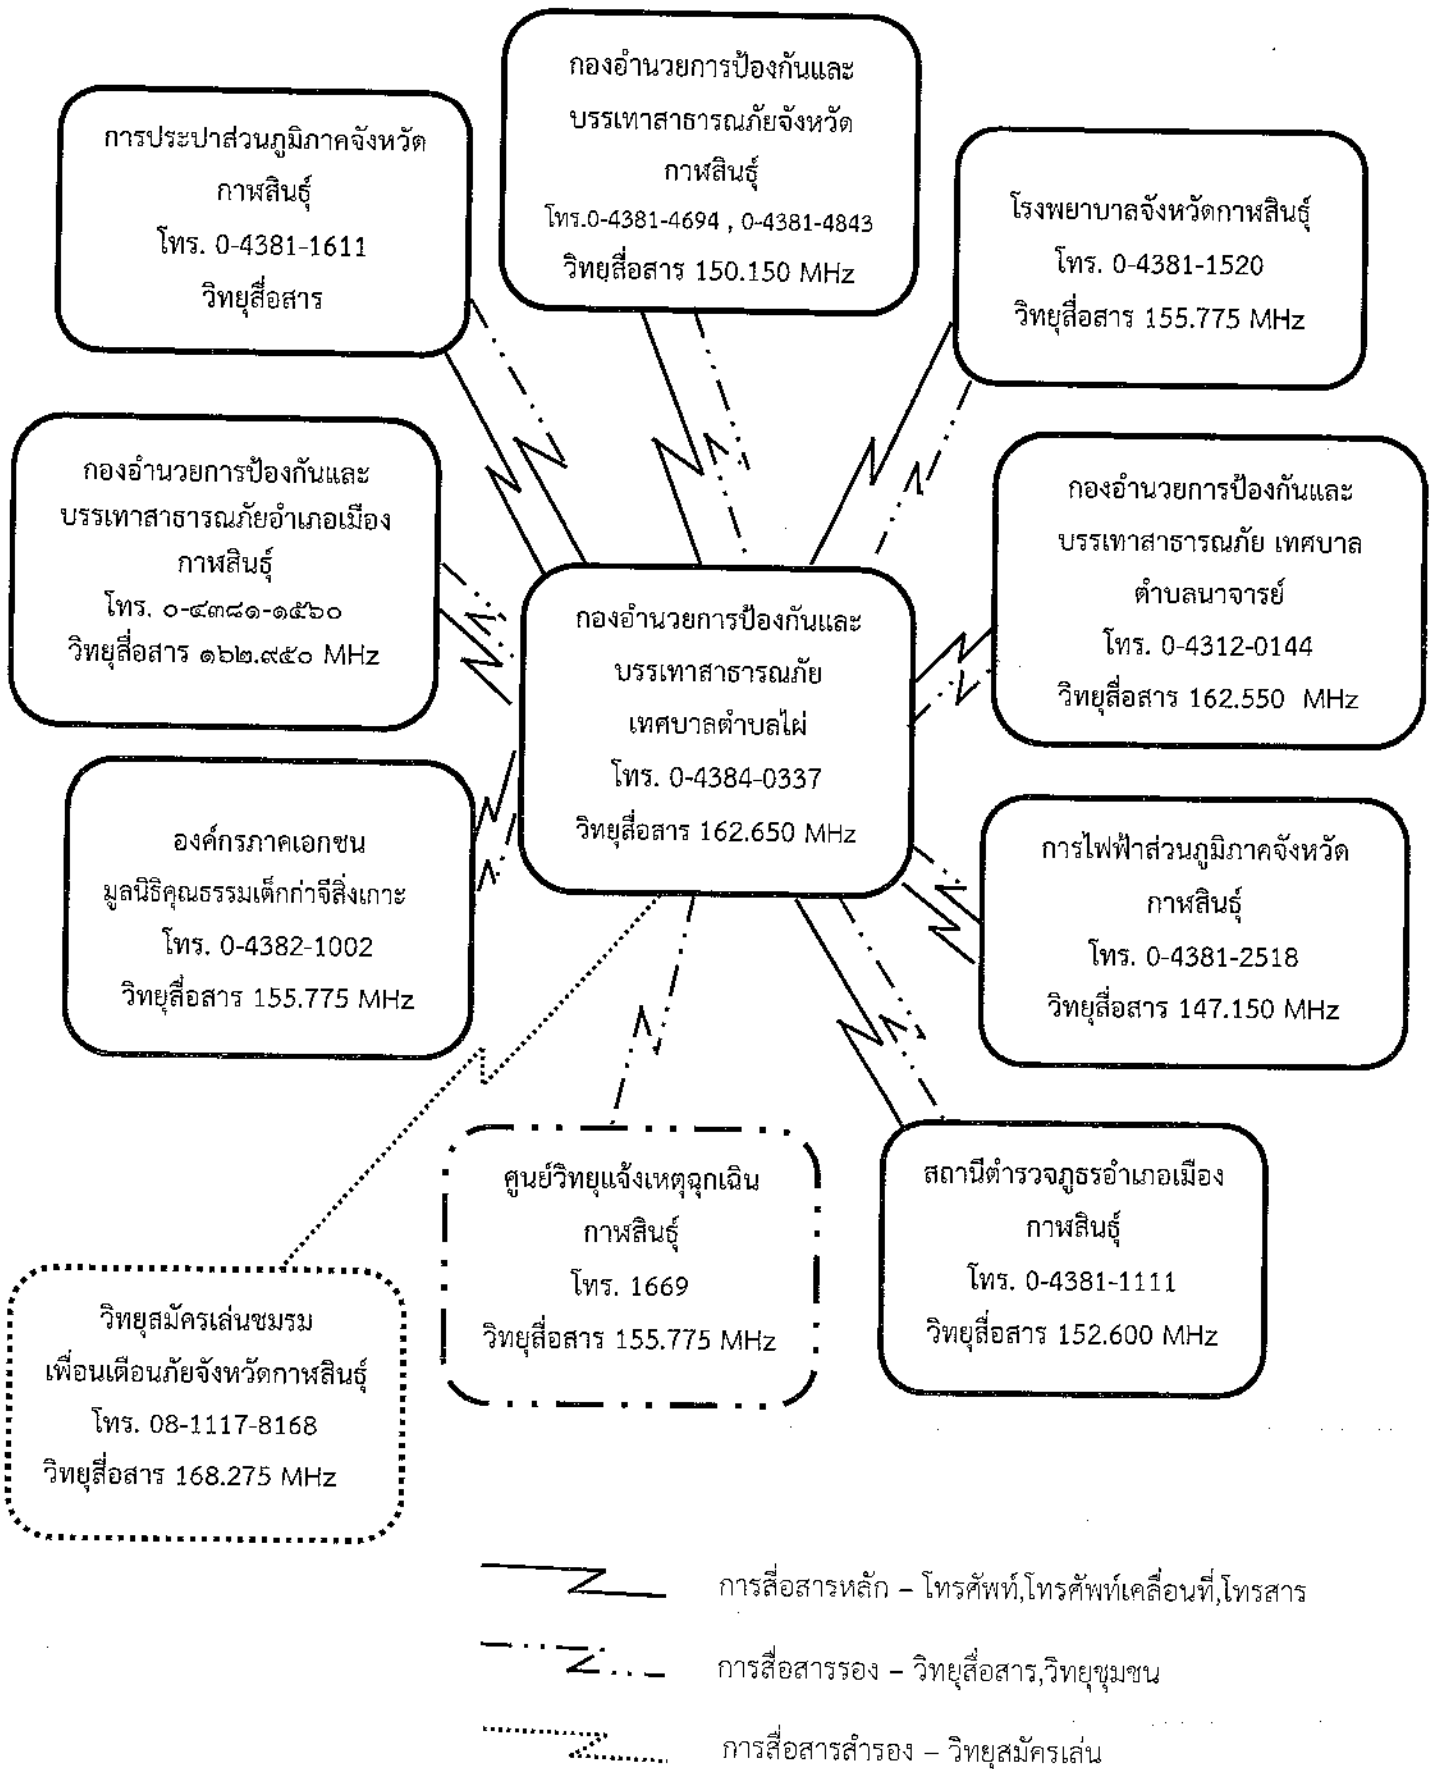 กองอำนวยการป้องกันและ
บรรเทาสาธารณภัยจังหวัด
กาฬสินธุ์
โทร.0-4381-4694 , 0-4381-4843
วิทยุสื่อสาร 150.150 MHz
การประปาส่วนภูมิภาคจังหวัด
กาฬสินธุ์
โทร. 0-4381-1611
วิทยุสื่อสาร
โรงพยาบาลจังหวัดกาฬสินธุ์
โทร. 0-4381-1520
วิทยุสื่อสาร 155.775 MHz
กองอำนวยการป้องกันและ
บรรเทาสาธารณภัยอำเภอเมือง
กาฬสินธุ์
โทร. ๐-๔๓๘๑-๑๕๖๐
วิทยุสื่อสาร ๑๖๒.๙๕๐ MHz
กองอำนวยการป้องกันและ
บรรเทาสาธารณภัย เทศบาล
ตำบลนาจารย์
โทร. 0-4312-0144
วิทยุสื่อสาร 162.550 MHz
กองอำนวยการป้องกันและ
บรรเทาสาธารณภัย
เทศบาลตำบลไผ่
โทร. 0-4384-0337
วิทยุสื่อสาร 162.650 MHz
องค์กรภาคเอกชน
มูลนิธิคุณธรรมเต็กก่าจีสิ่งเกาะ
โทร. 0-4382-1002
วิทยุสื่อสาร 155.775 MHz
การไฟฟ้าส่วนภูมิภาคจังหวัด
กาฬสินธุ์
โทร. 0-4381-2518
วิทยุสื่อสาร 147.150 MHz
ศูนย์วิทยุแจ้งเหตุฉุกเฉิน
กาฬสินธุ์
โทร. 1669
วิทยุสื่อสาร 155.775 MHz
สถานีตำรวจภูธรอำเภอเมือง
กาฬสินธุ์
โทร. 0-4381-1111
วิทยุสื่อสาร 152.600 MHz
วิทยุสมัครเล่นชมรม
เพื่อนเตือนภัยจังหวัดกาฬสินธุ์
โทร. 08-1117-8168
วิทยุสื่อสาร 168.275 MHz
การสื่อสารหลัก – โทรศัพท์,โทรศัพท์เคลื่อนที่,โทรสาร
การสื่อสารรอง – วิทยุสื่อสาร,วิทยุชุมชน
การสื่อสารสำรอง – วิทยุสมัครเล่น